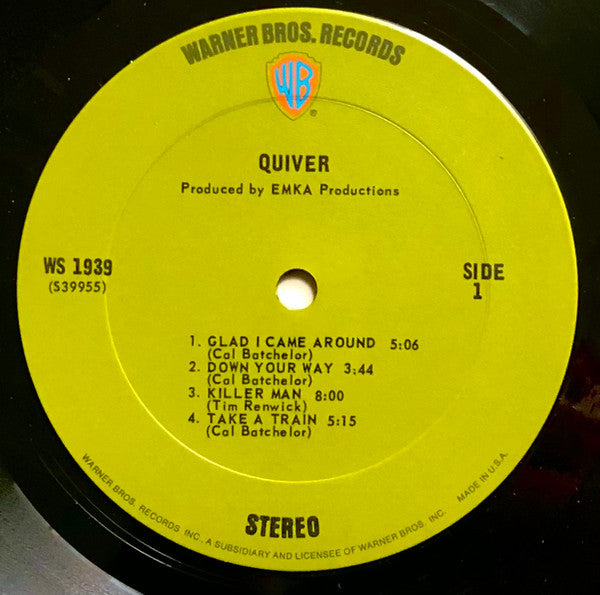 WARNER BROS. RECORDS
WB
®
QUIVER
Produced by EMKA Productions
WS 1939
(S39955)
SIDE
1
1. GLAD I CAME AROUND 5:06
(Cal Batchelor)
2. DOWN YOUR WAY 3:44
(Cal Batchelor)
3. KILLER MAN 8:00
(Tim Renwick)
4. TAKE A TRAIN 5:15
(Cal Batchelor)
STEREO
WARNER BROS. RECORDS INC., A SUBSIDIARY AND LICENSEE OF WARNER BROS. INC. MADE IN U.S.A.